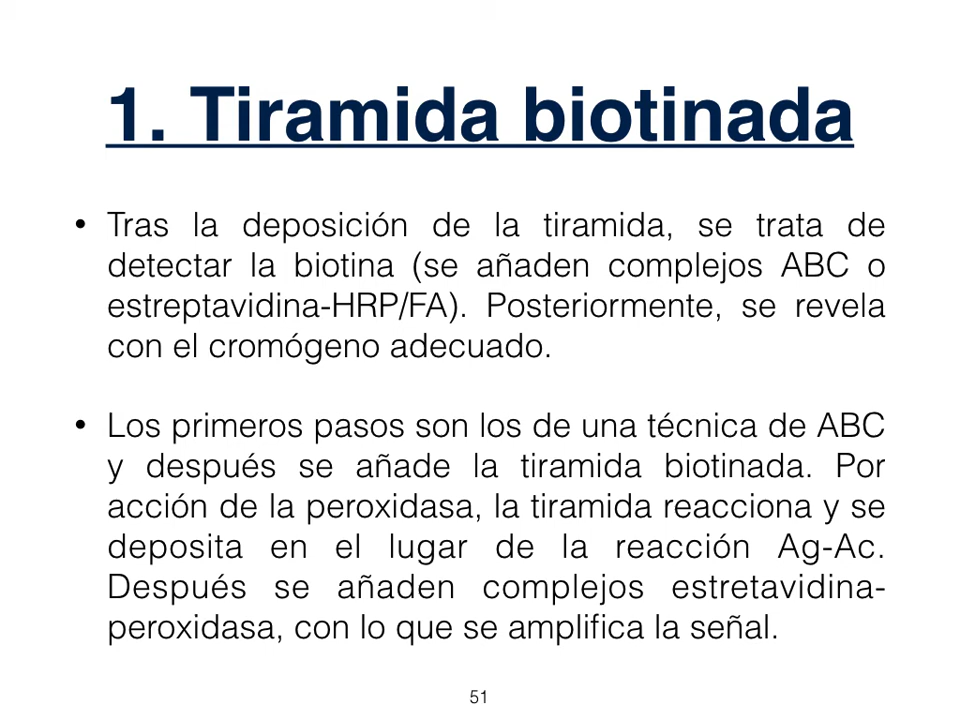 1. Tiramida biotinada
• Tras la deposición de la tiramida, se trata de
detectar la biotina (se añaden complejos ABC o
estreptavidina-HRP/FA). Posteriormente, se revela
con el cromógeno adecuado.
• Los primeros pasos son los de una técnica de ABC
y después se añade la tiramida biotinada. Por
acción de la peroxidasa, la tiramida reacciona y se
deposita en el lugar de la reacción Ag-Ac.
Después se añaden complejos estretavidina-
peroxidasa, con lo que se amplifica la señal.
51